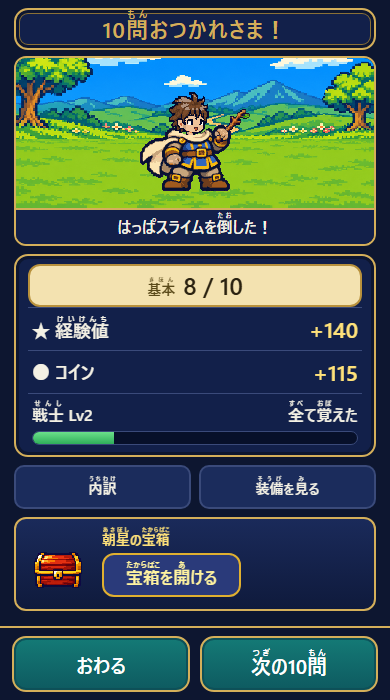 10問おつかれさま！
はっぱスライムを倒した！
基本 8 / 10
★ 経験値 +140
● コイン +115
戦士 Lv2 全て覚えた
内訳 装備を見る
朝星の宝箱
宝箱を開ける
おわる 次の10問